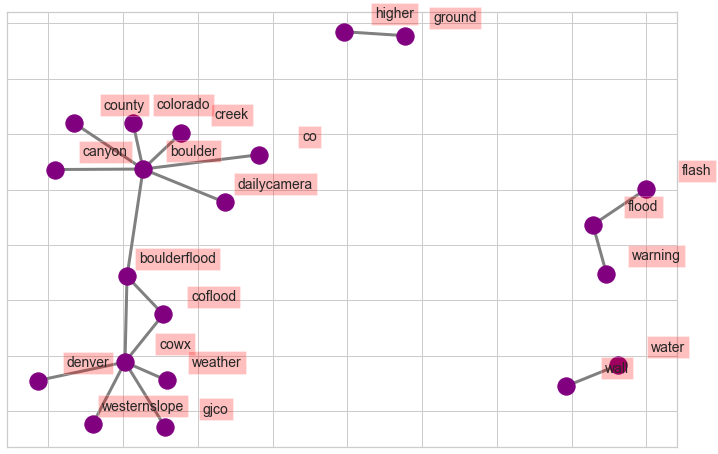 higher
ground
county
colorado
creek
co
canyon
boulder
flash
dailycamera
flood
boulderflood
warning
coflood
cowx
water
denver
weather
wall
westernslope
gjco